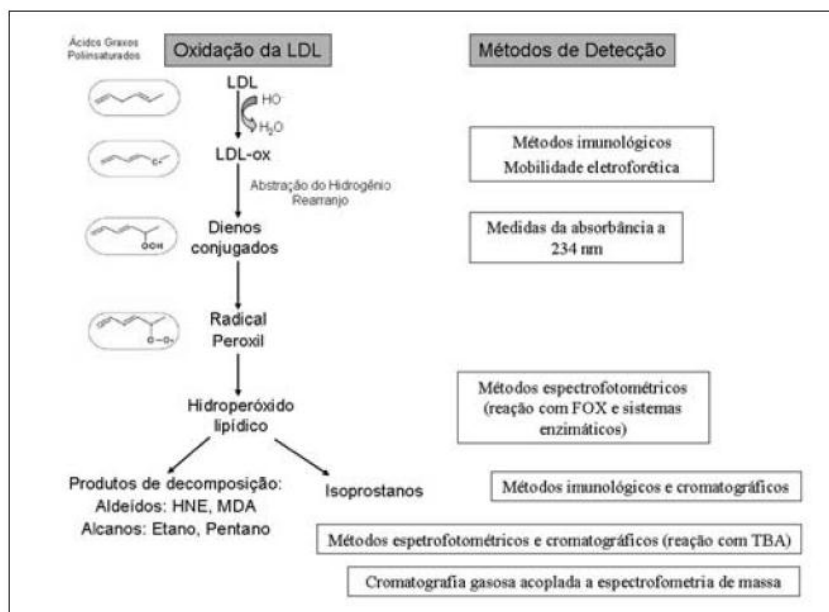 Ácidos Graxos
Poliinsaturados
Oxidação da LDL
Métodos de Detecção
LDL
HO·
H₂O
LDL-ox
Métodos imunológicos
Mobilidade eletroforética
C•
Abstração do Hidrogênio
Rearranjo
Dienos
conjugados
OOH
Medidas da absorbância a
234 nm
Radical
Peroxil
O-O•
Hidroperóxido
lipídico
Métodos espectrofotométricos
(reação com FOX e sistemas
enzimáticos)
Produtos de decomposição:
Aldeídos: HNE, MDA
Alcanos: Etano, Pentano
Isoprostanos
Métodos imunológicos e cromatográficos
Métodos espetrofotométricos e cromatográficos (reação com TBA)
Cromatografia gasosa acoplada a espectrofometria de massa